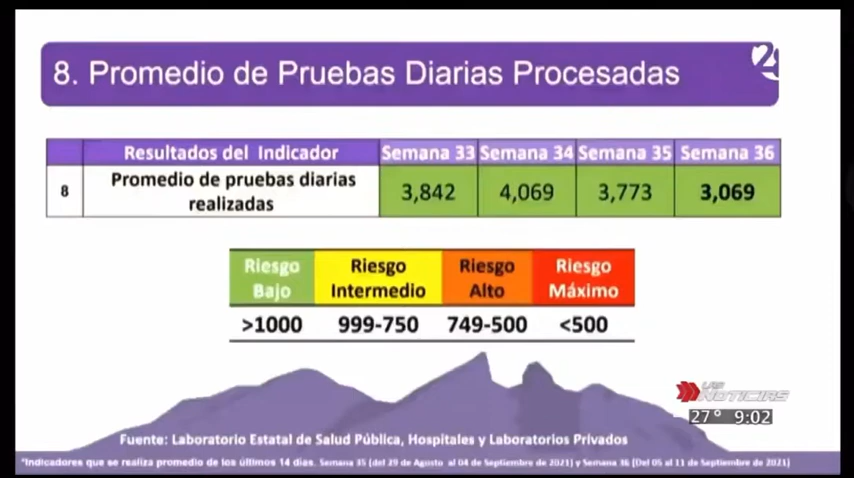 8. Promedio de Pruebas Diarias Procesadas
Resultados del Indicador Semana 33 Semana 34 Semana 35 Semana 36
8 Promedio de pruebas diarias realizadas 3,842 4,069 3,773 3,069
Riesgo Bajo Riesgo Intermedio Riesgo Alto Riesgo Máximo
>1000 999-750 749-500 <500
LAS
NOTICIAS
27° 9:02
Fuente: Laboratorio Estatal de Salud Pública, Hospitales y Laboratorios Privados
*Indicadores que se realiza promedio de los últimos 14 días. Semana 35 (del 29 de Agosto al 04 de Septiembre de 2021) y Semana 36 (Del 05 al 11 de Septiembre de 2021)